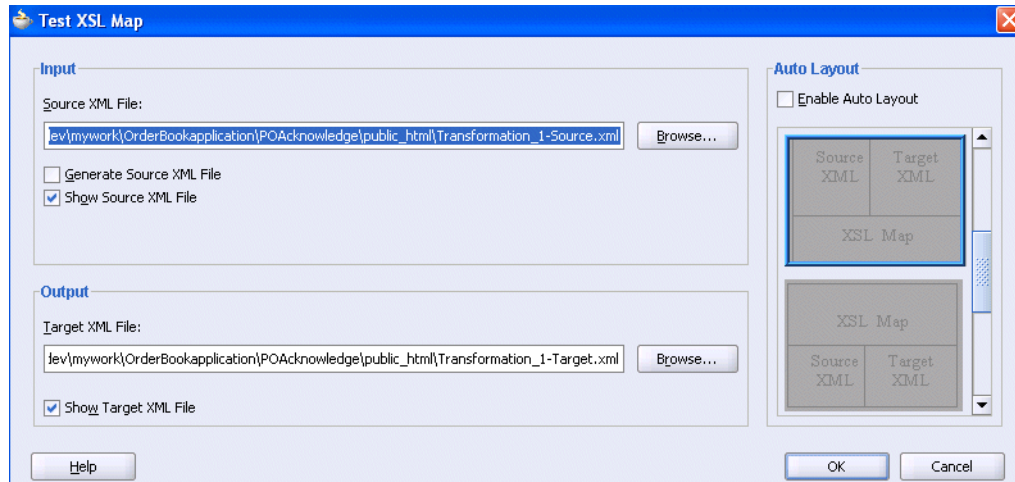 Test XSL Map
Input
Source XML File:
ev\mywork\OrderBookapplication\POAcknowledge\public_html\Transformation_1-Source.xml
Browse...
Generate Source XML File
Show Source XML File
Output
Target XML File:
dev\mywork\OrderBookapplication\POAcknowledge\public_html\Transformation_1-Target.xml
Browse...
Show Target XML File
Auto Layout
Enable Auto Layout
Source XML
Target XML
XSL Map
XSL Map
Source XML
Target XML
Help
OK
Cancel